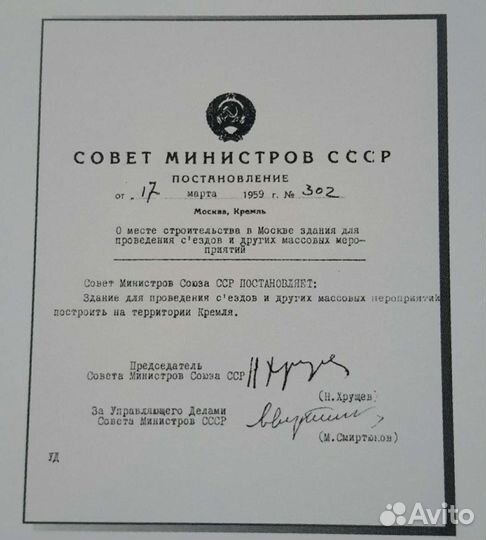 СОВЕТ МИНИСТРОВ СССР
ПОСТАНОВЛЕНИЕ
от „17 марта 1959 г. № 302
Москва, Кремль
О месте строительства в Москве здания для
проведения с'ездов и других массовых меро-
приятий
Совет Министров Союза ССР ПОСТАНОВЛЯЕТ:
Здание для проведения с'ездов и других массовых мероприятий
построить на территории Кремля.
Председатель
Совета Министров Союза ССР Н Хрущев
(Н.Хрущев)
За Управляющего Делами
Совета Министров СССР
(М.Смиртюков)
УД
Avito